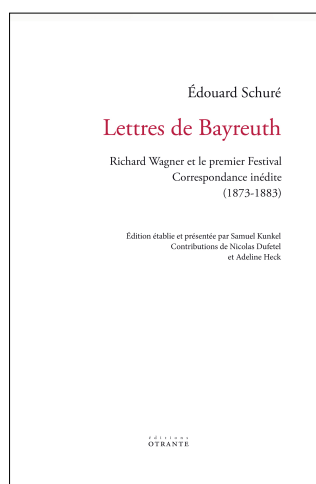 Édouard Schuré
Lettres de Bayreuth
Richard Wagner et le premier Festival
Correspondance inédite
(1873-1883)
Édition établie et présentée par Samuel Kunkel
Contributions de Nicolas Dufetel
et Adeline Heck
éditions
OTRANTE